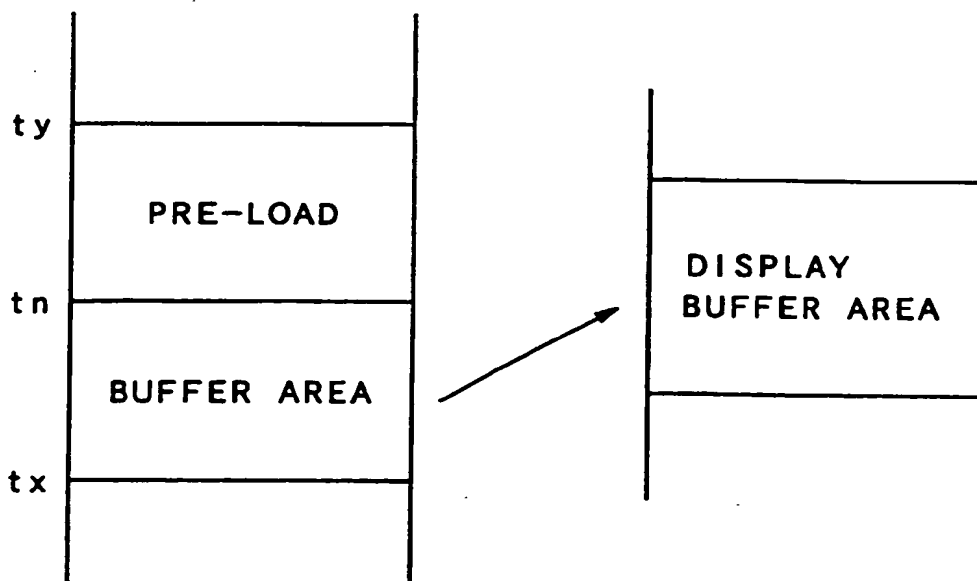 ty
PRE-LOAD
tn
BUFFER AREA
tx
DISPLAY
BUFFER AREA